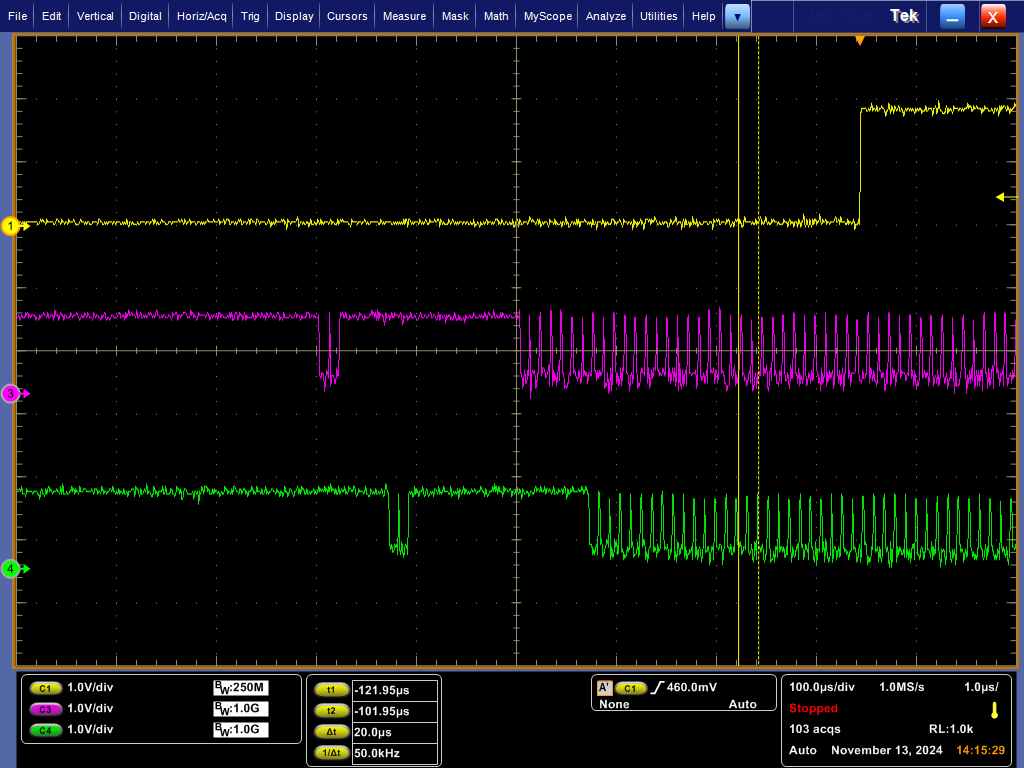 File Edit Vertical Digital Horiz/Acq Trig Display Cursors Measure Mask Math MyScope Analyze Utilities Help Tek X
1
3
4
C1 1.0V/div BW:250M
C3 1.0V/div BW:1.0G
C4 1.0V/div BW:1.0G
t1 -121.95µs
t2 -101.95µs
Δt 20.0µs
1/Δt 50.0kHz
A' C1 460.0mV
None Auto
100.0µs/div 1.0MS/s 1.0µs/
Stopped
103 acqs RL:1.0k
Auto November 13, 2024 14:15:29